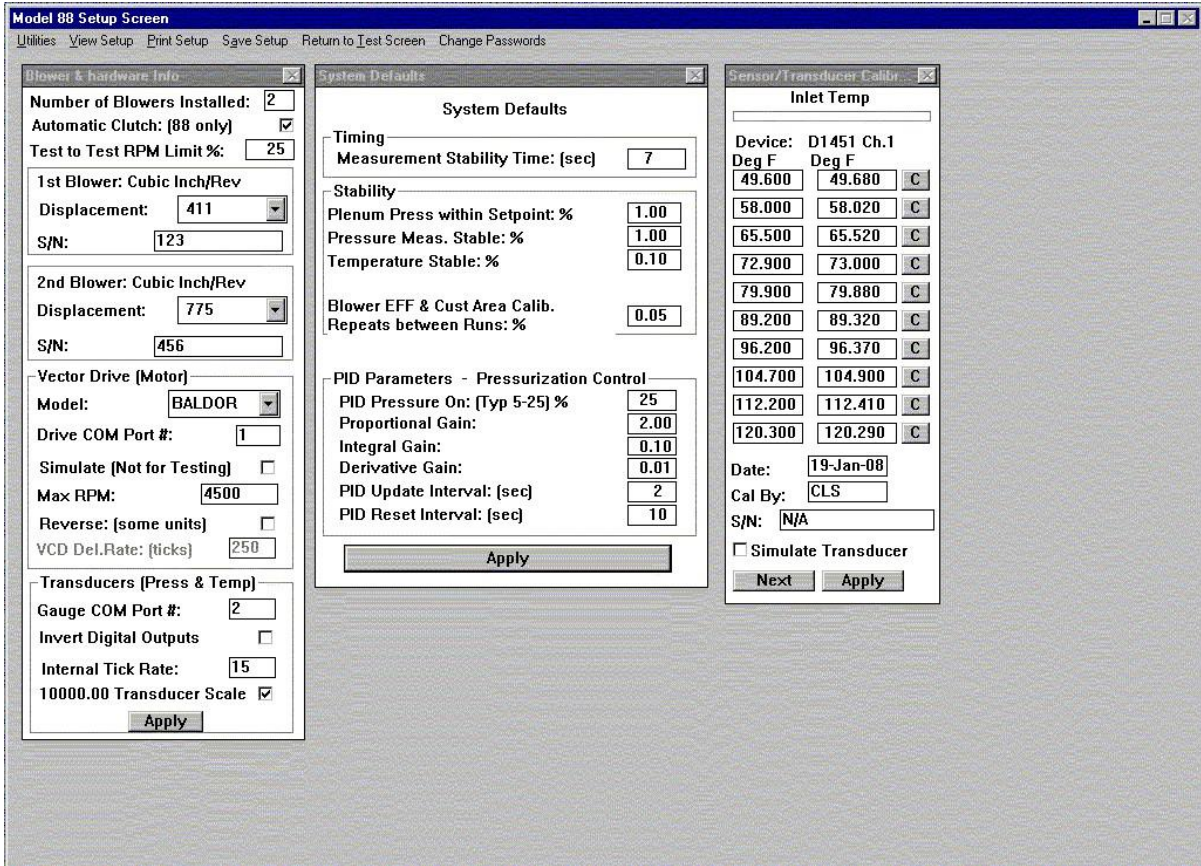 Model 88 Setup Screen
Utilities View Setup Print Setup Save Setup Return to Test Screen Change Passwords
Blower & hardware Info
Number of Blowers Installed: 2
Automatic Clutch: (88 only)
Test to Test RPM Limit %: 25
1st Blower: Cubic Inch/Rev
Displacement: 411
S/N: 123
2nd Blower: Cubic Inch/Rev
Displacement: 775
S/N: 456
Vector Drive (Motor)
Model: BALDOR
Drive COM Port #: 1
Simulate (Not for Testing)
Max RPM: 4500
Reverse: (some units)
VCD Del.Rate: (ticks) 250
Transducers (Press & Temp)
Gauge COM Port #: 2
Invert Digital Outputs
Internal Tick Rate: 15
10000.00 Transducer Scale
Apply
System Defaults
System Defaults
Timing
Measurement Stability Time: (sec) 7
Stability
Plenum Press within Setpoint: % 1.00
Pressure Meas. Stable: % 1.00
Temperature Stable: % 0.10
Blower EFF & Cust Area Calib.
Repeats between Runs: % 0.05
PID Parameters - Pressurization Control
PID Pressure On: (Typ 5-25) % 25
Proportional Gain: 2.00
Integral Gain: 0.10
Derivative Gain: 0.01
PID Update Interval: (sec) 2
PID Reset Interval: (sec) 10
Apply
Sensor/Transducer Calibr...
Inlet Temp
Device: D1451 Ch.1
Deg F Deg F
49.600 49.680 C
58.000 58.020 C
65.500 65.520 C
72.900 73.000 C
79.900 79.880 C
89.200 89.320 C
96.200 96.370 C
104.700 104.900 C
112.200 112.410 C
120.300 120.290 C
Date: 19-Jan-08
Cal By: CLS
S/N: N/A
Simulate Transducer
Next Apply